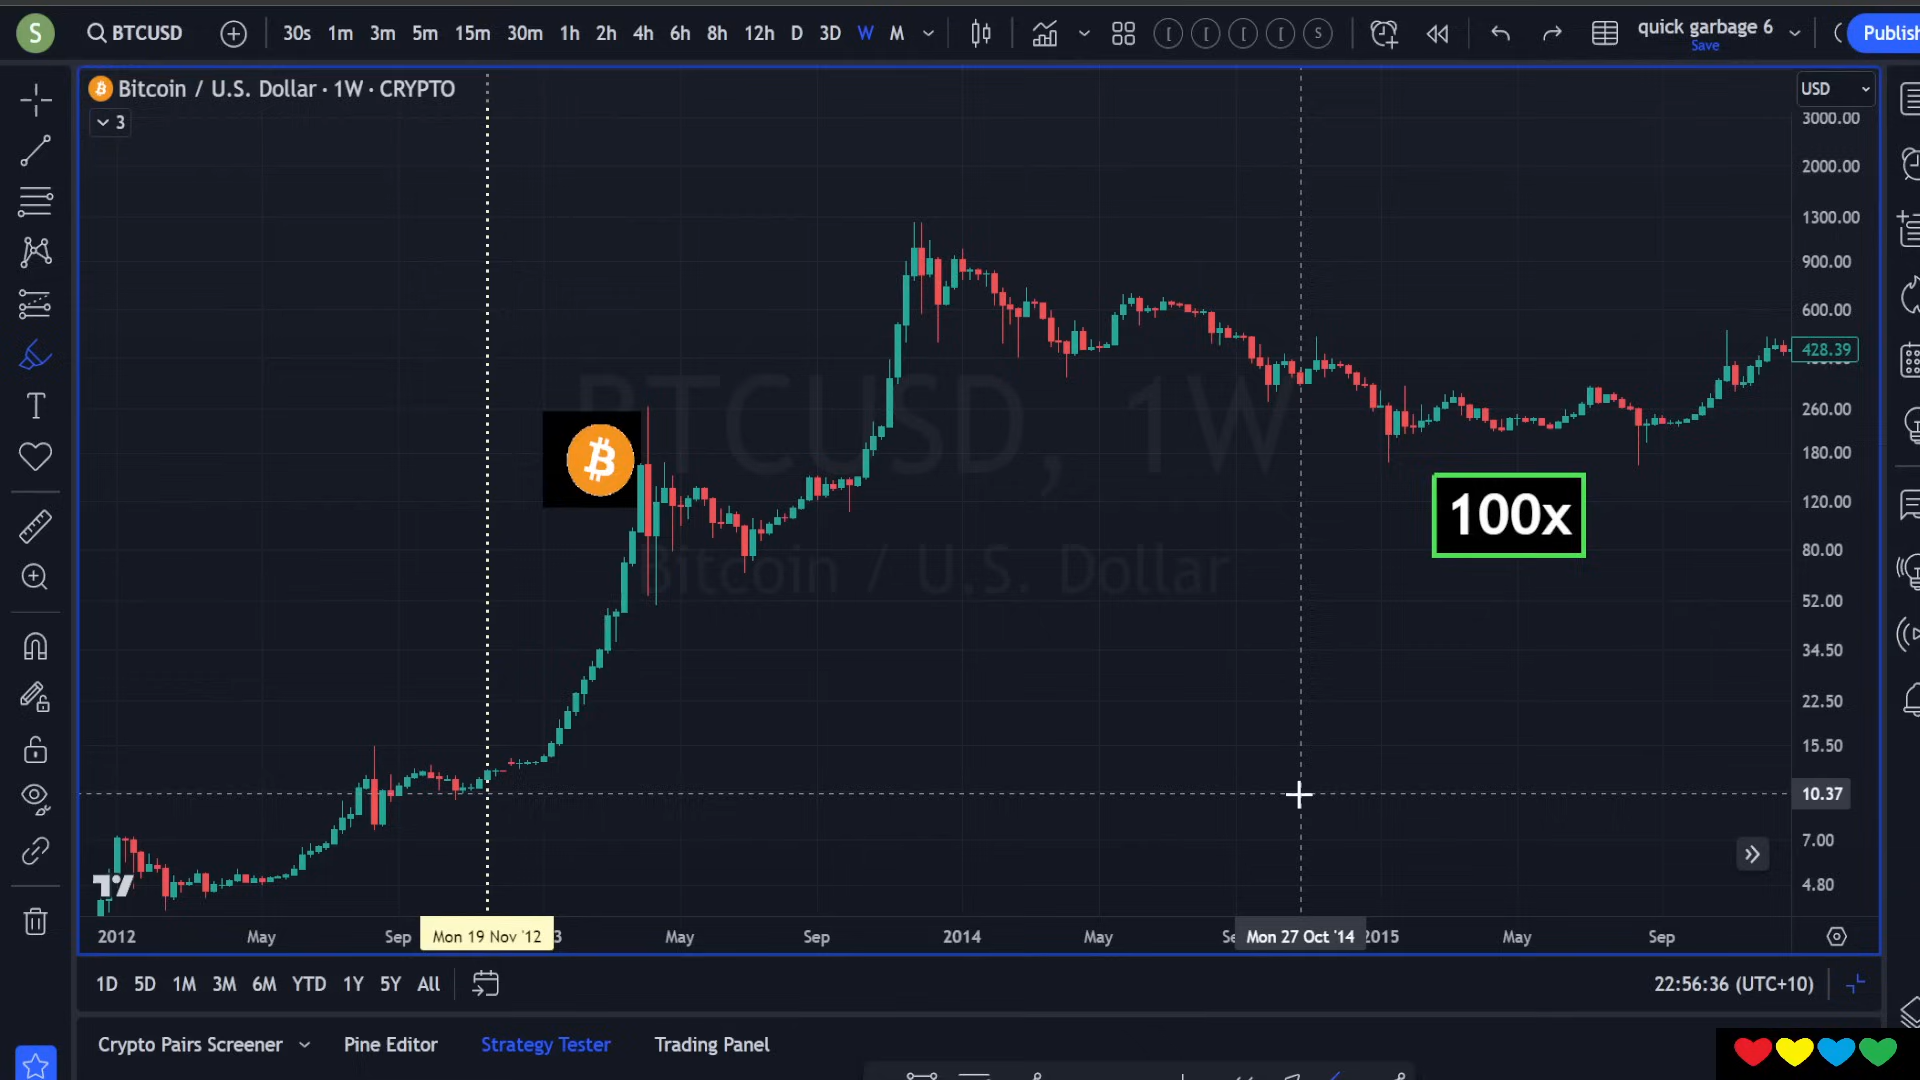 S
BTCUSD
30s 1m 3m 5m 15m 30m 1h 2h 4h 6h 8h 12h D 3D W M
[ [ [ [ S
quick garbage 6
Save
Publish
Bitcoin / U.S. Dollar · 1W · CRYPTO
3
USD
3000.00
2000.00
1300.00
900.00
600.00
428.39
260.00
180.00
120.00
80.00
52.00
34.50
22.50
15.50
10.37
7.00
4.80
BTCUSD, 1W
Bitcoin / U.S. Dollar
100x
2012 May Sep Mon 19 Nov '12 3 May Sep 2014 May Se Mon 27 Oct '14 2015 May Sep
1D 5D 1M 3M 6M YTD 1Y 5Y All
22:56:36 (UTC+10)
Crypto Pairs Screener Pine Editor Strategy Tester Trading Panel